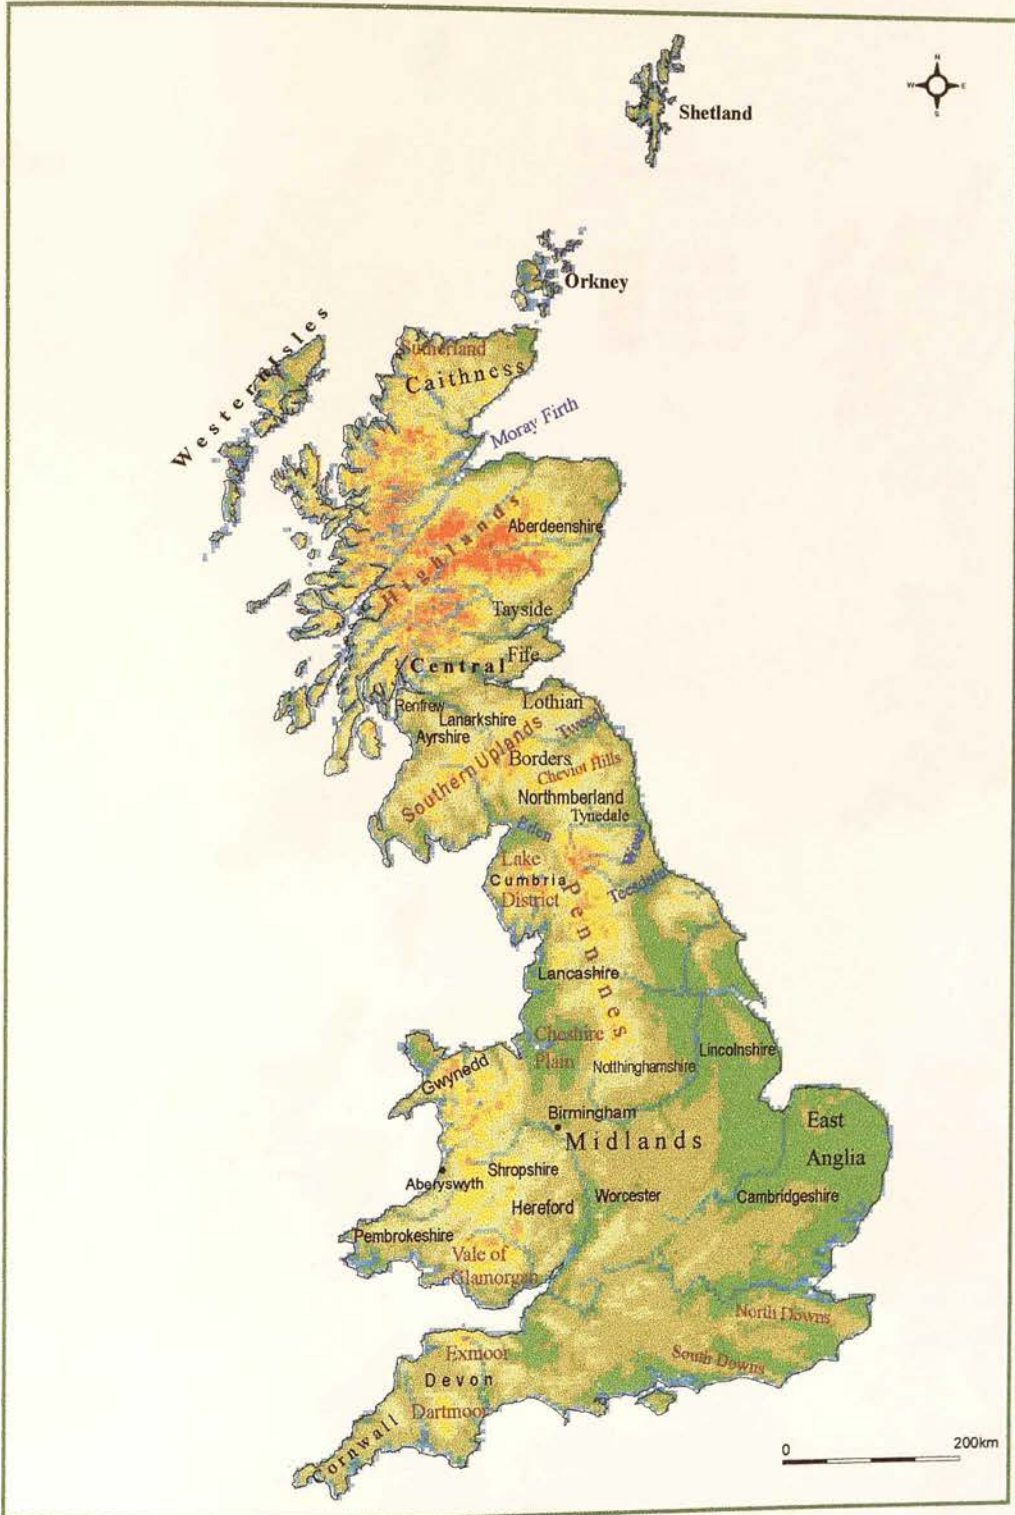 N
W E
S
Shetland
Orkney
Western Isles
Sutherland
Caithness
Moray Firth
Highlands
Aberdeenshire
Tayside
Fife
Central
Renfrew
Lothian
Lanarkshire
Tweed
Ayrshire
Southern Uplands
Borders
Cheviot Hills
Northmberland
Tynedale
Eden
Lake
Cumbria
District
Teesdale
Pennines
Lancashire
Cheshire
Plain
Lincolnshire
Notthinghamshire
Gwynedd
Birmingham
Midlands
East
Anglia
Shropshire
Aberyswyth
Hereford
Worcester
Cambridgeshire
Pembrokeshire
Vale of
Glamorgan
North Downs
South Downs
Exmoor
Devon
Dartmoor
Cornwall
0 200km